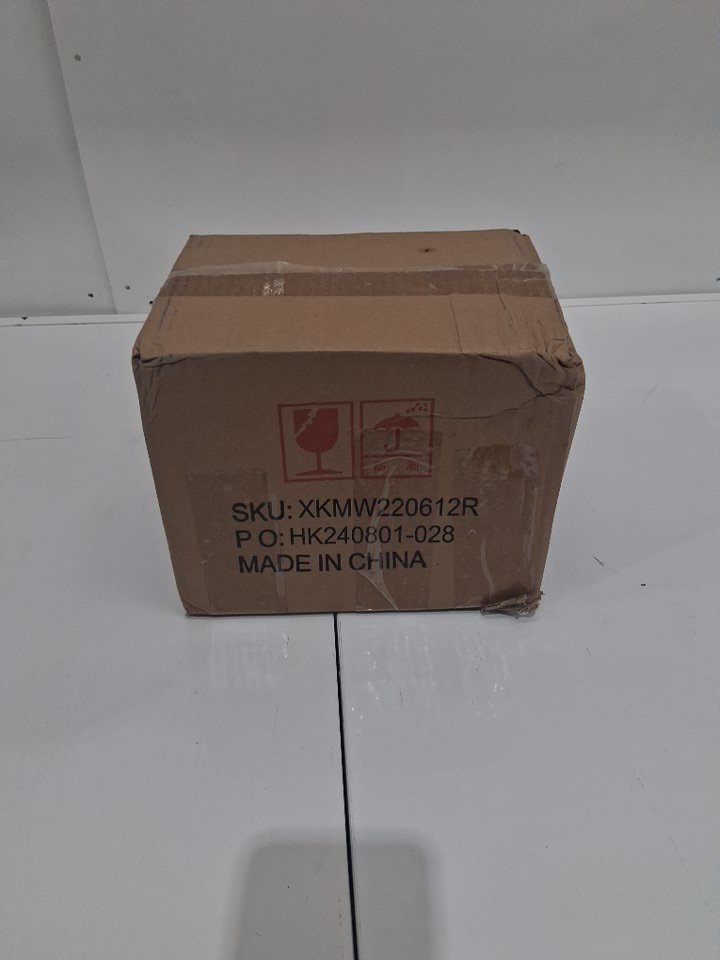 SKU: XKMW220612R
P O: HK240801-028
MADE IN CHINA